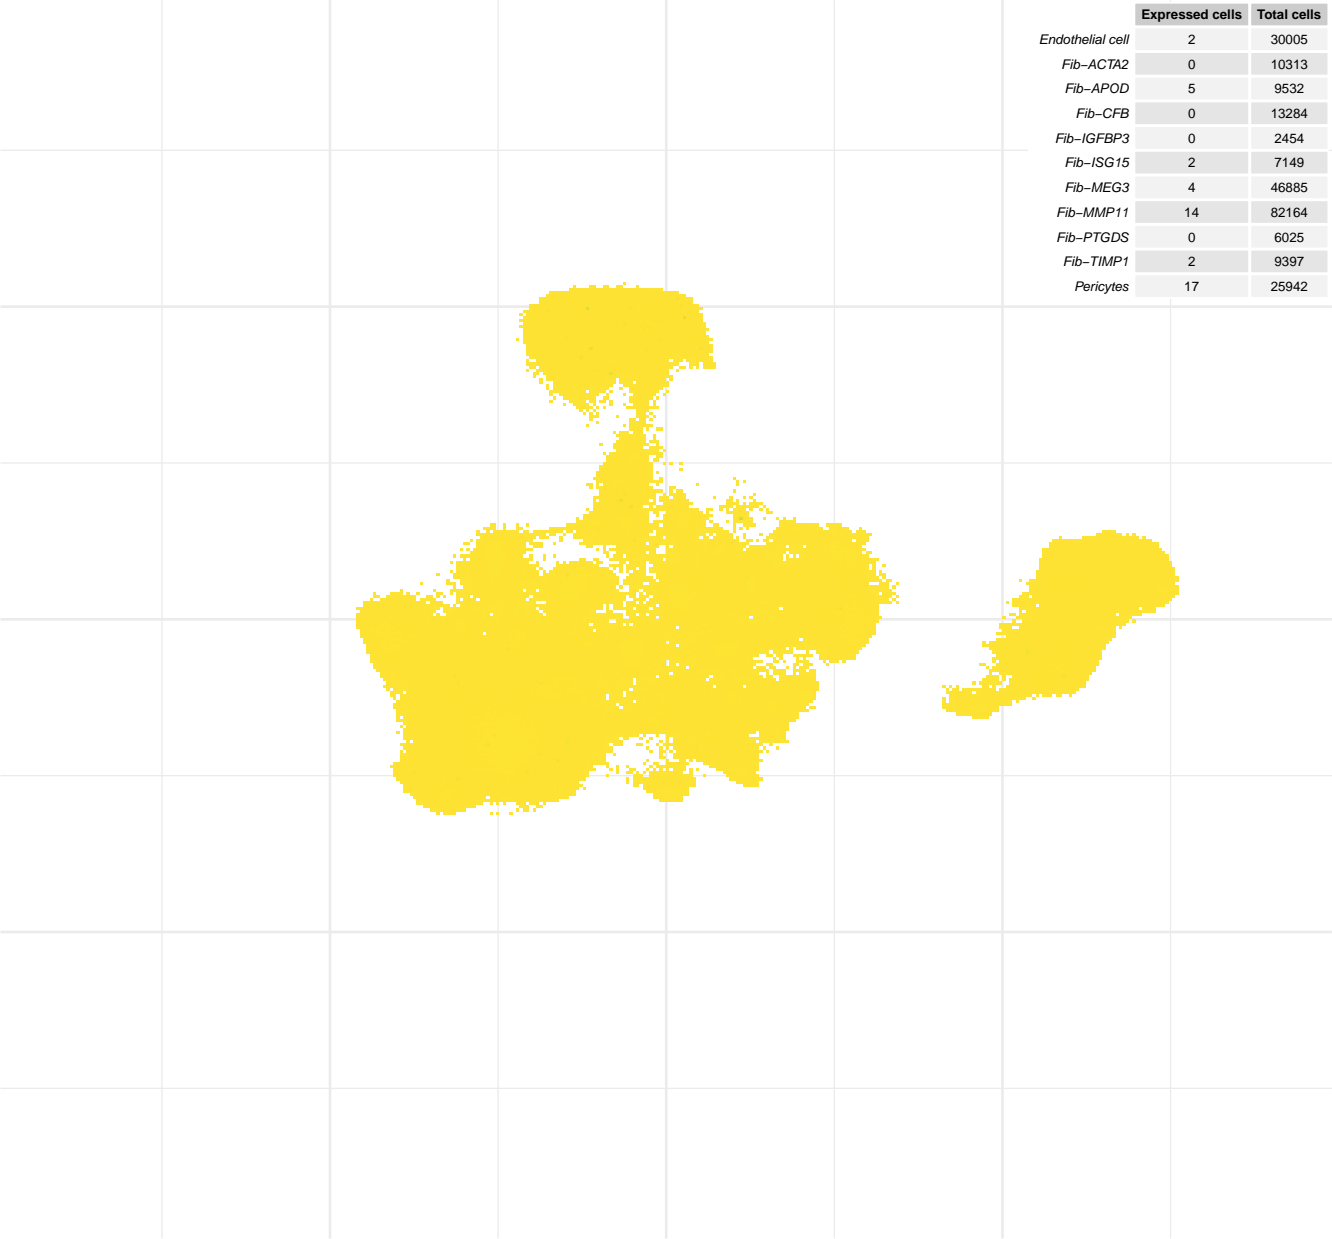 Expressed cells Total cells
Endothelial cell 2 30005
Fib−ACTA2 0 10313
Fib−APOD 5 9532
Fib−CFB 0 13284
Fib−IGFBP3 0 2454
Fib−ISG15 2 7149
Fib−MEG3 4 46885
Fib−MMP11 14 82164
Fib−PTGDS 0 6025
Fib−TIMP1 2 9397
Pericytes 17 25942